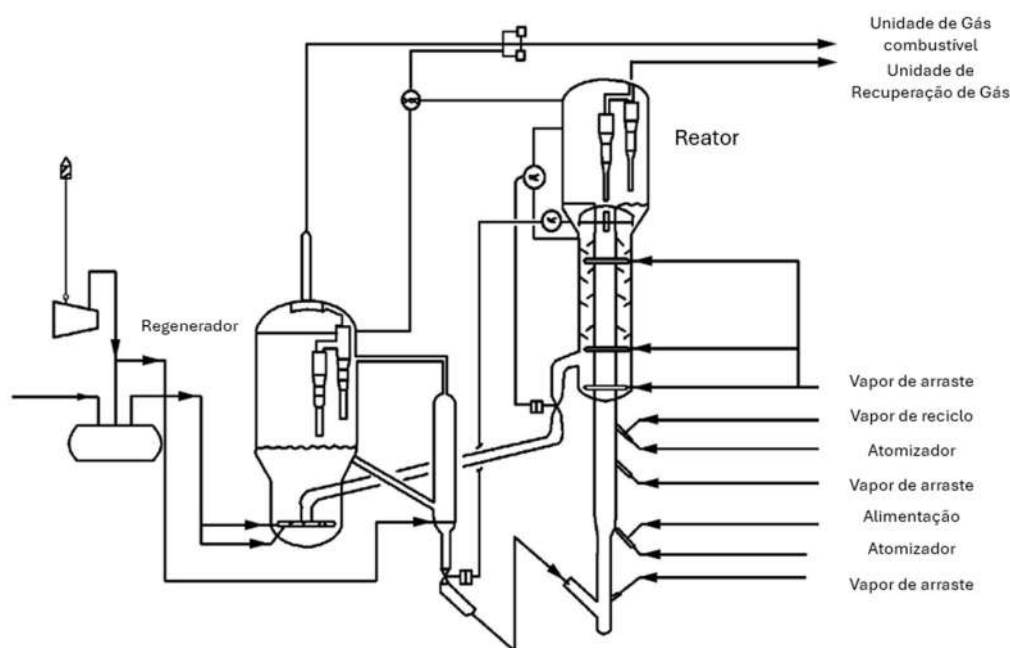 Unidade de Gás
combustível
Unidade de
Recuperação de Gás
Reator
Regenerador
Vapor de arraste
Vapor de reciclo
Atomizador
Vapor de arraste
Alimentação
Atomizador
Vapor de arraste